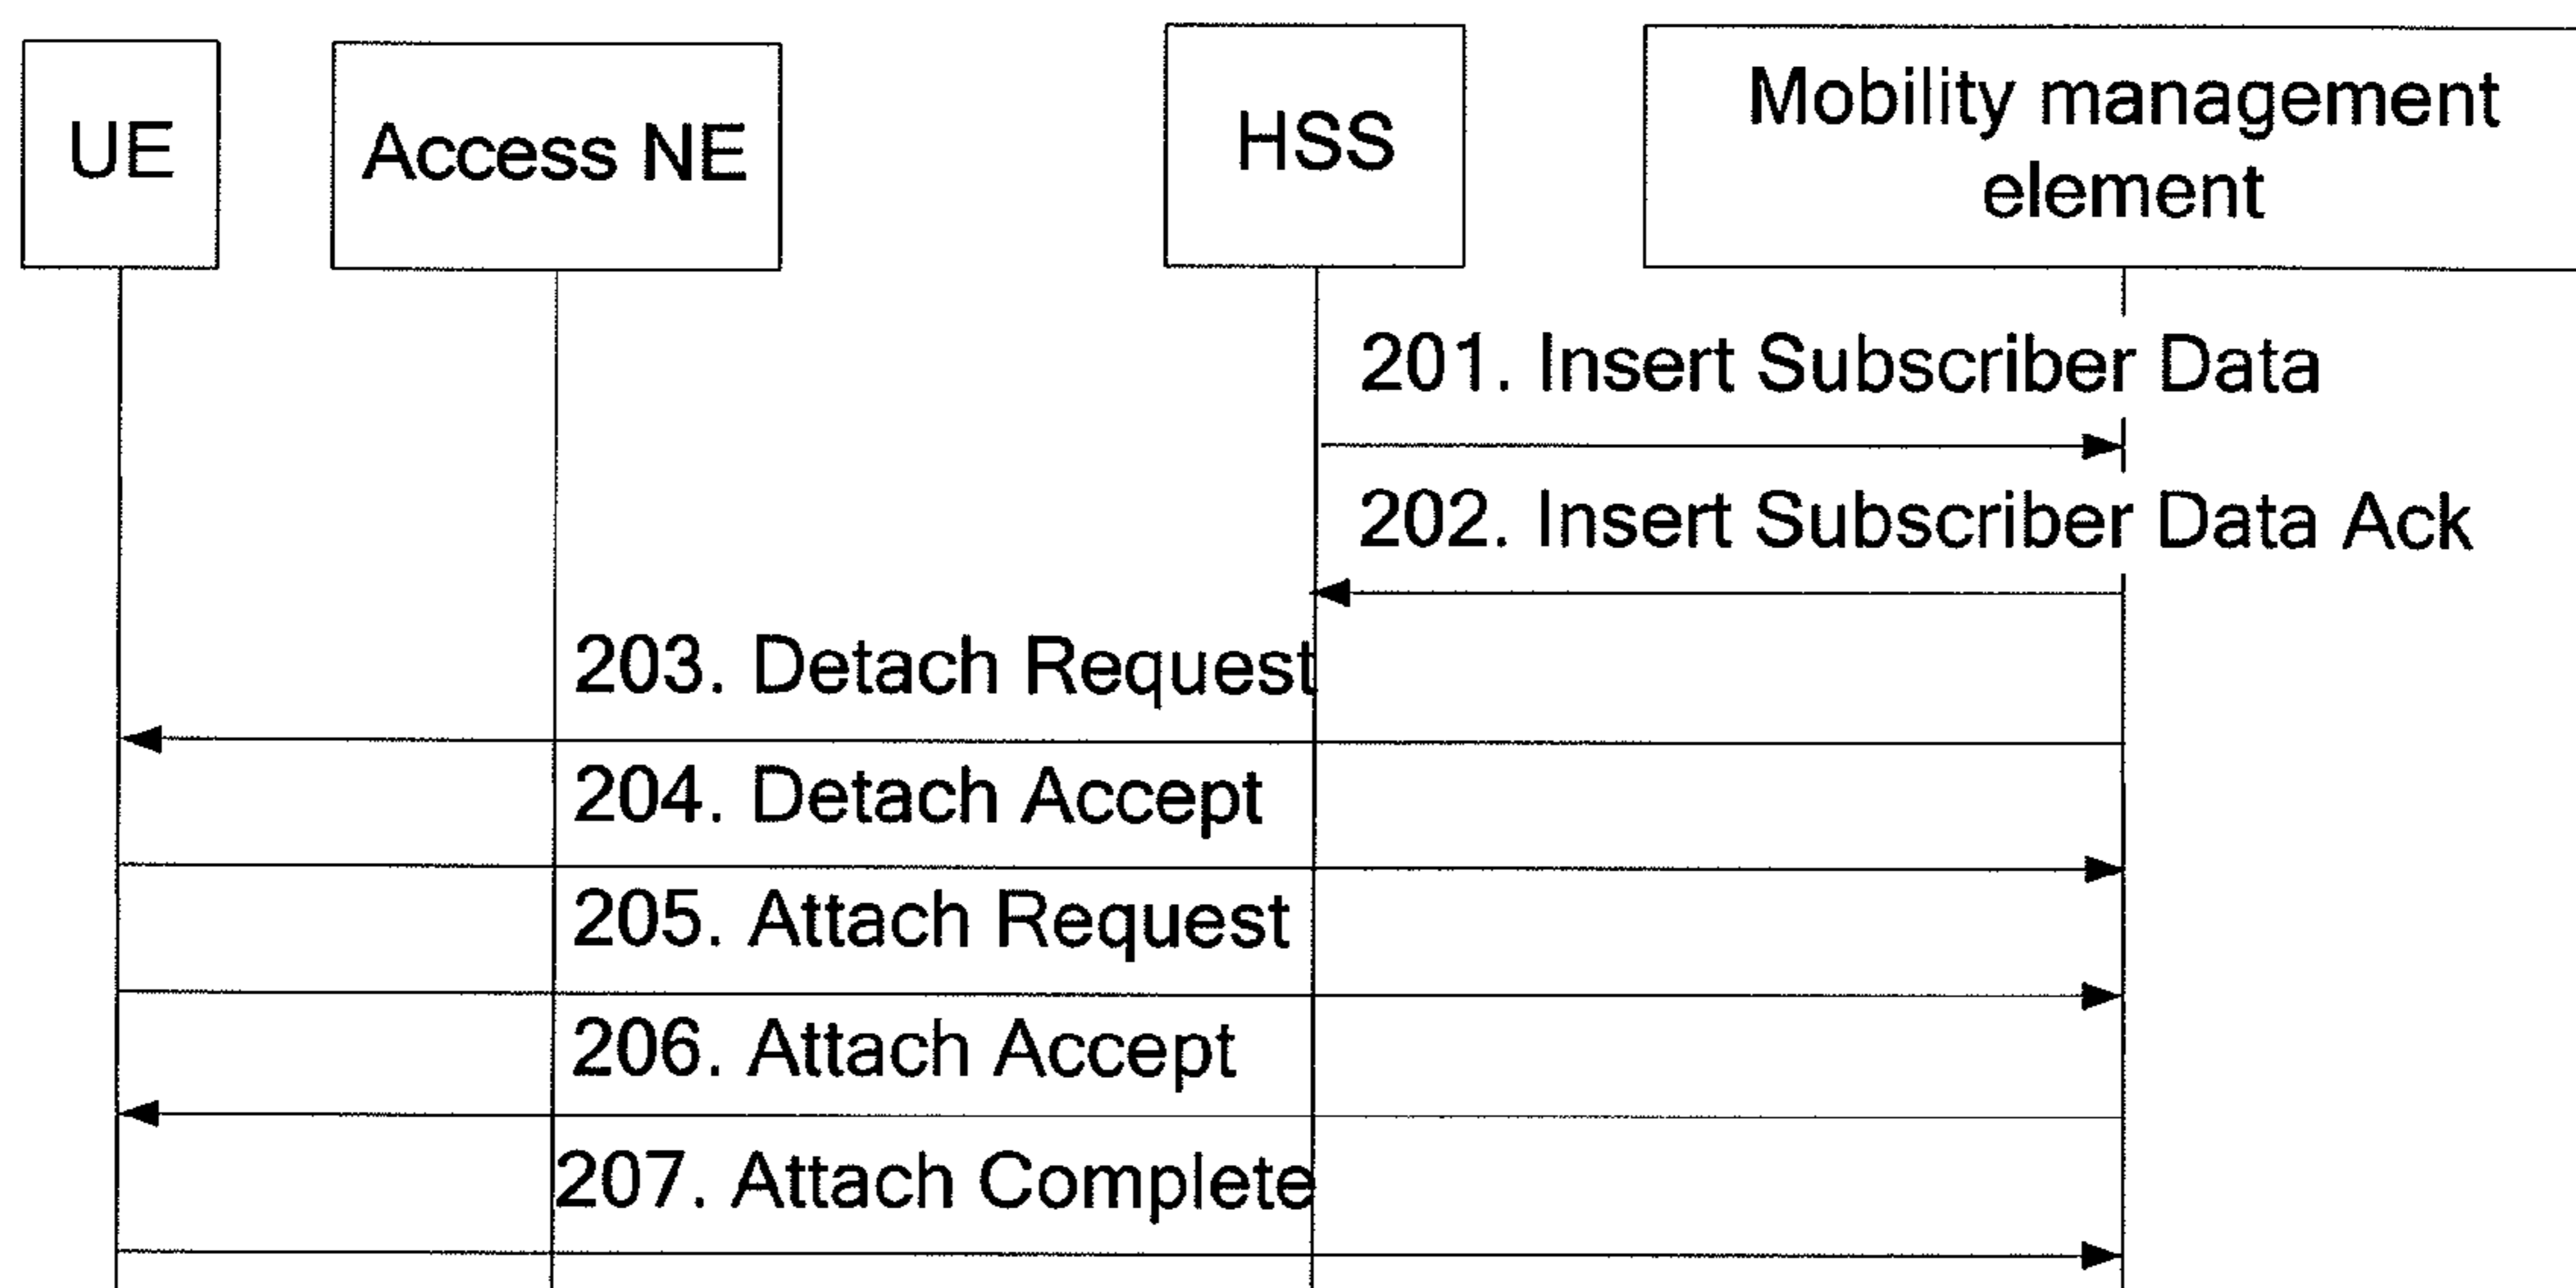 UE
Access NE
HSS
Mobility management
element
201. Insert Subscriber Data
202. Insert Subscriber Data Ack
203. Detach Request
204. Detach Accept
205. Attach Request
206. Attach Accept
207. Attach Complete